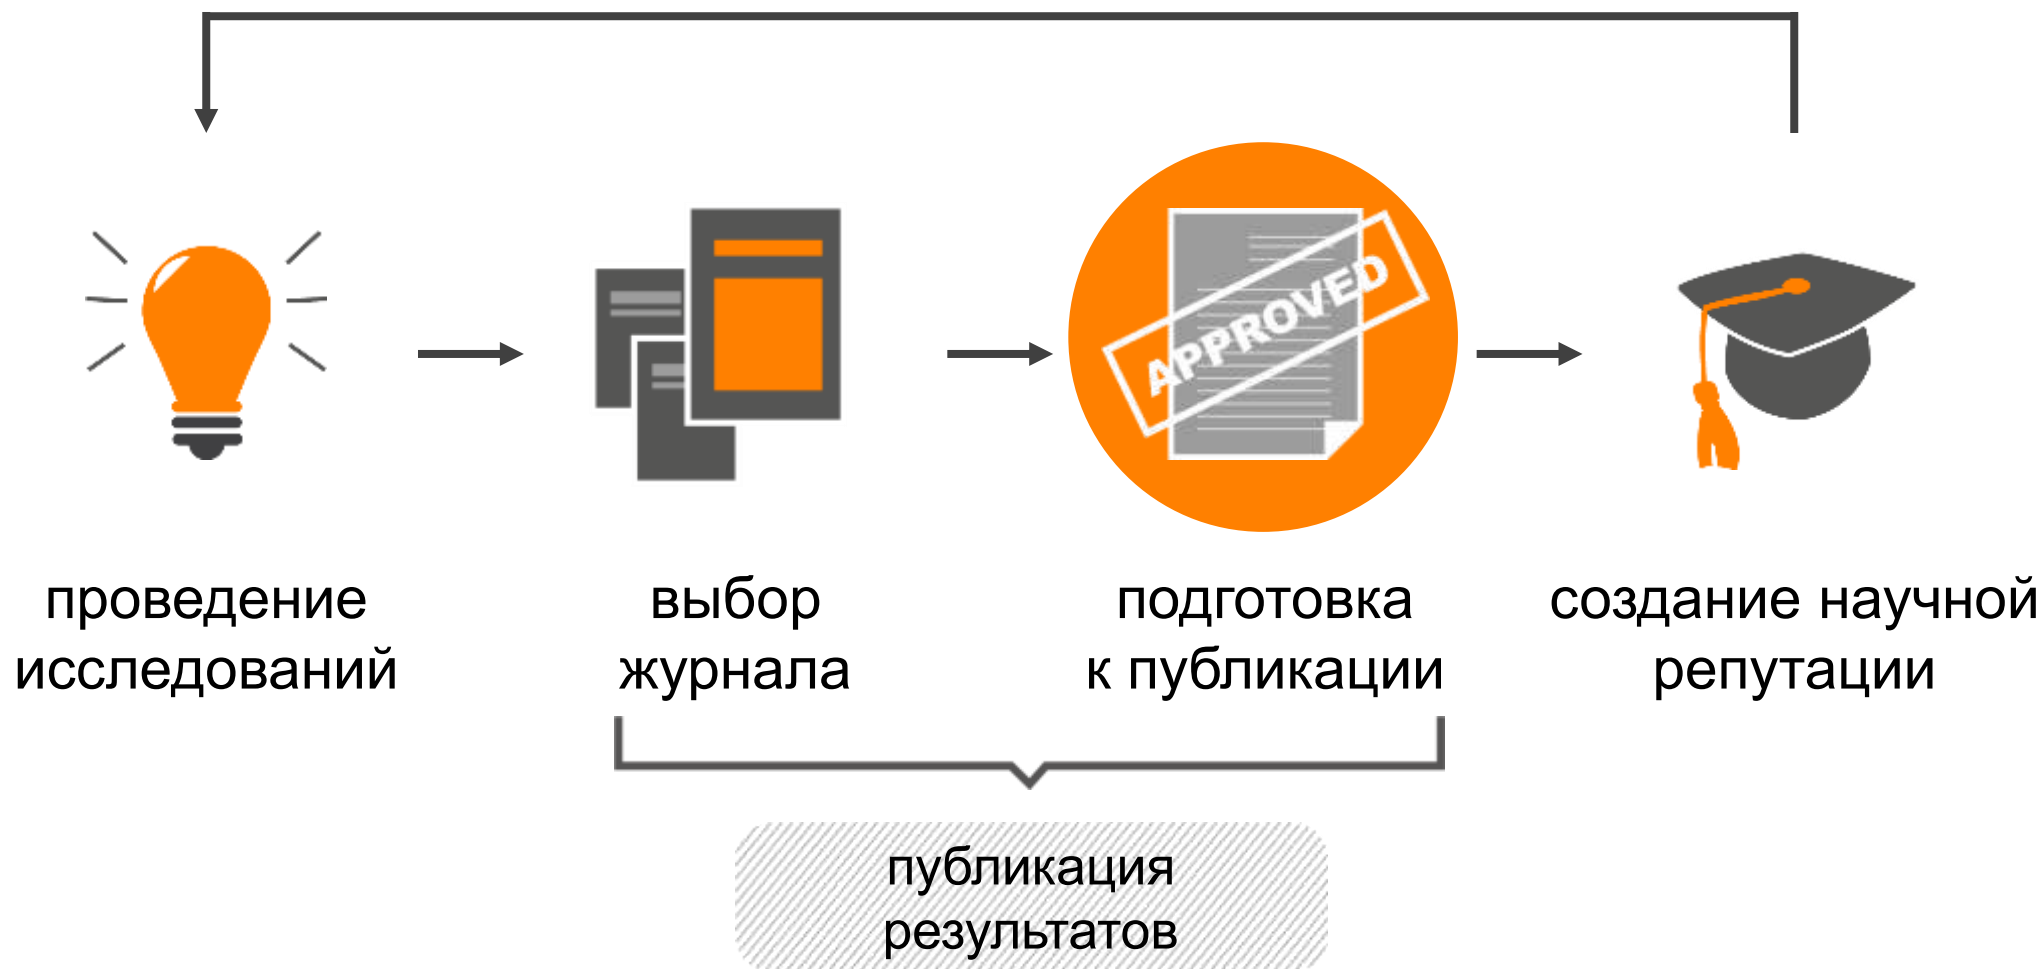 APPROVED
проведение
исследований
выбор
журнала
подготовка
к публикации
создание научной
репутации
публикация
результатов